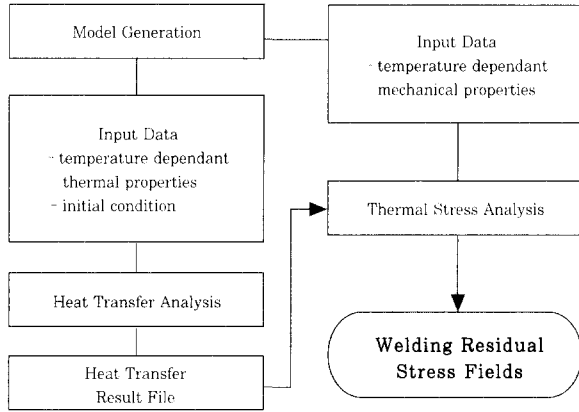 Model Generation
Input Data
- temperature dependant
thermal properties
- initial condition
Heat Transfer Analysis
Heat Transfer
Result File
Input Data
- temperature dependant
mechanical properties
Thermal Stress Analysis
Welding Residual
Stress Fields